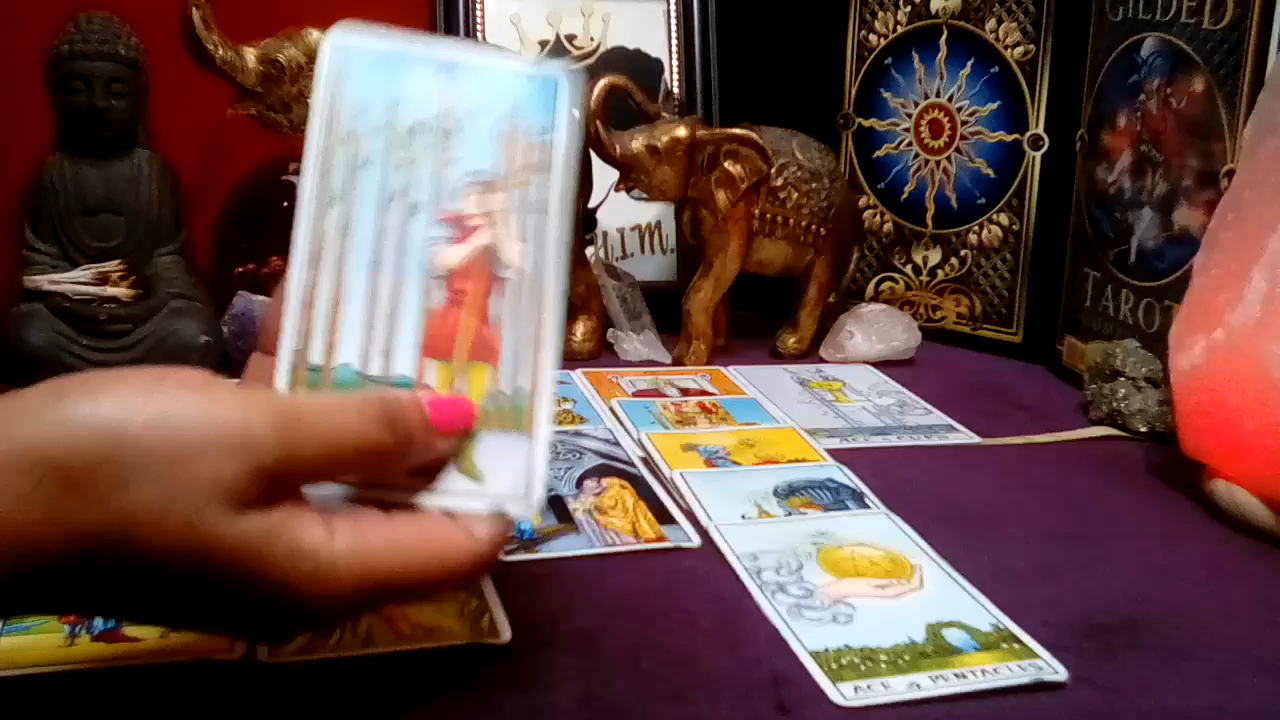 GILDED
H.I.M.
TAROT
ACE of CUPS
ACE of PENTACLES